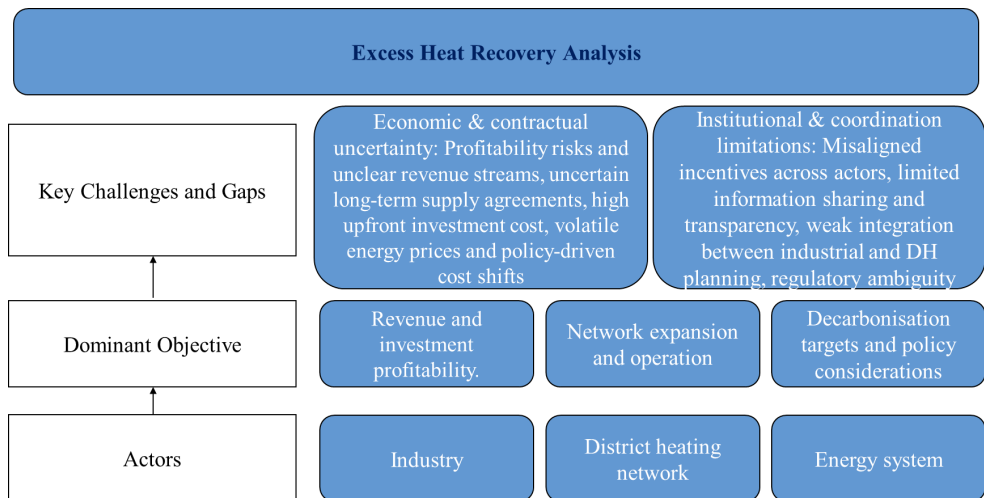 Excess Heat Recovery Analysis
Key Challenges and Gaps
Economic & contractual
uncertainty: Profitability risks and
unclear revenue streams, uncertain
long-term supply agreements, high
upfront investment cost, volatile
energy prices and policy-driven
cost shifts
Institutional & coordination
limitations: Misaligned
incentives across actors, limited
information sharing and
transparency, weak integration
between industrial and DH
planning, regulatory ambiguity
Dominant Objective
Revenue and
investment
profitability.
Network expansion
and operation
Decarbonisation
targets and policy
considerations
Actors
Industry
District heating
network
Energy system